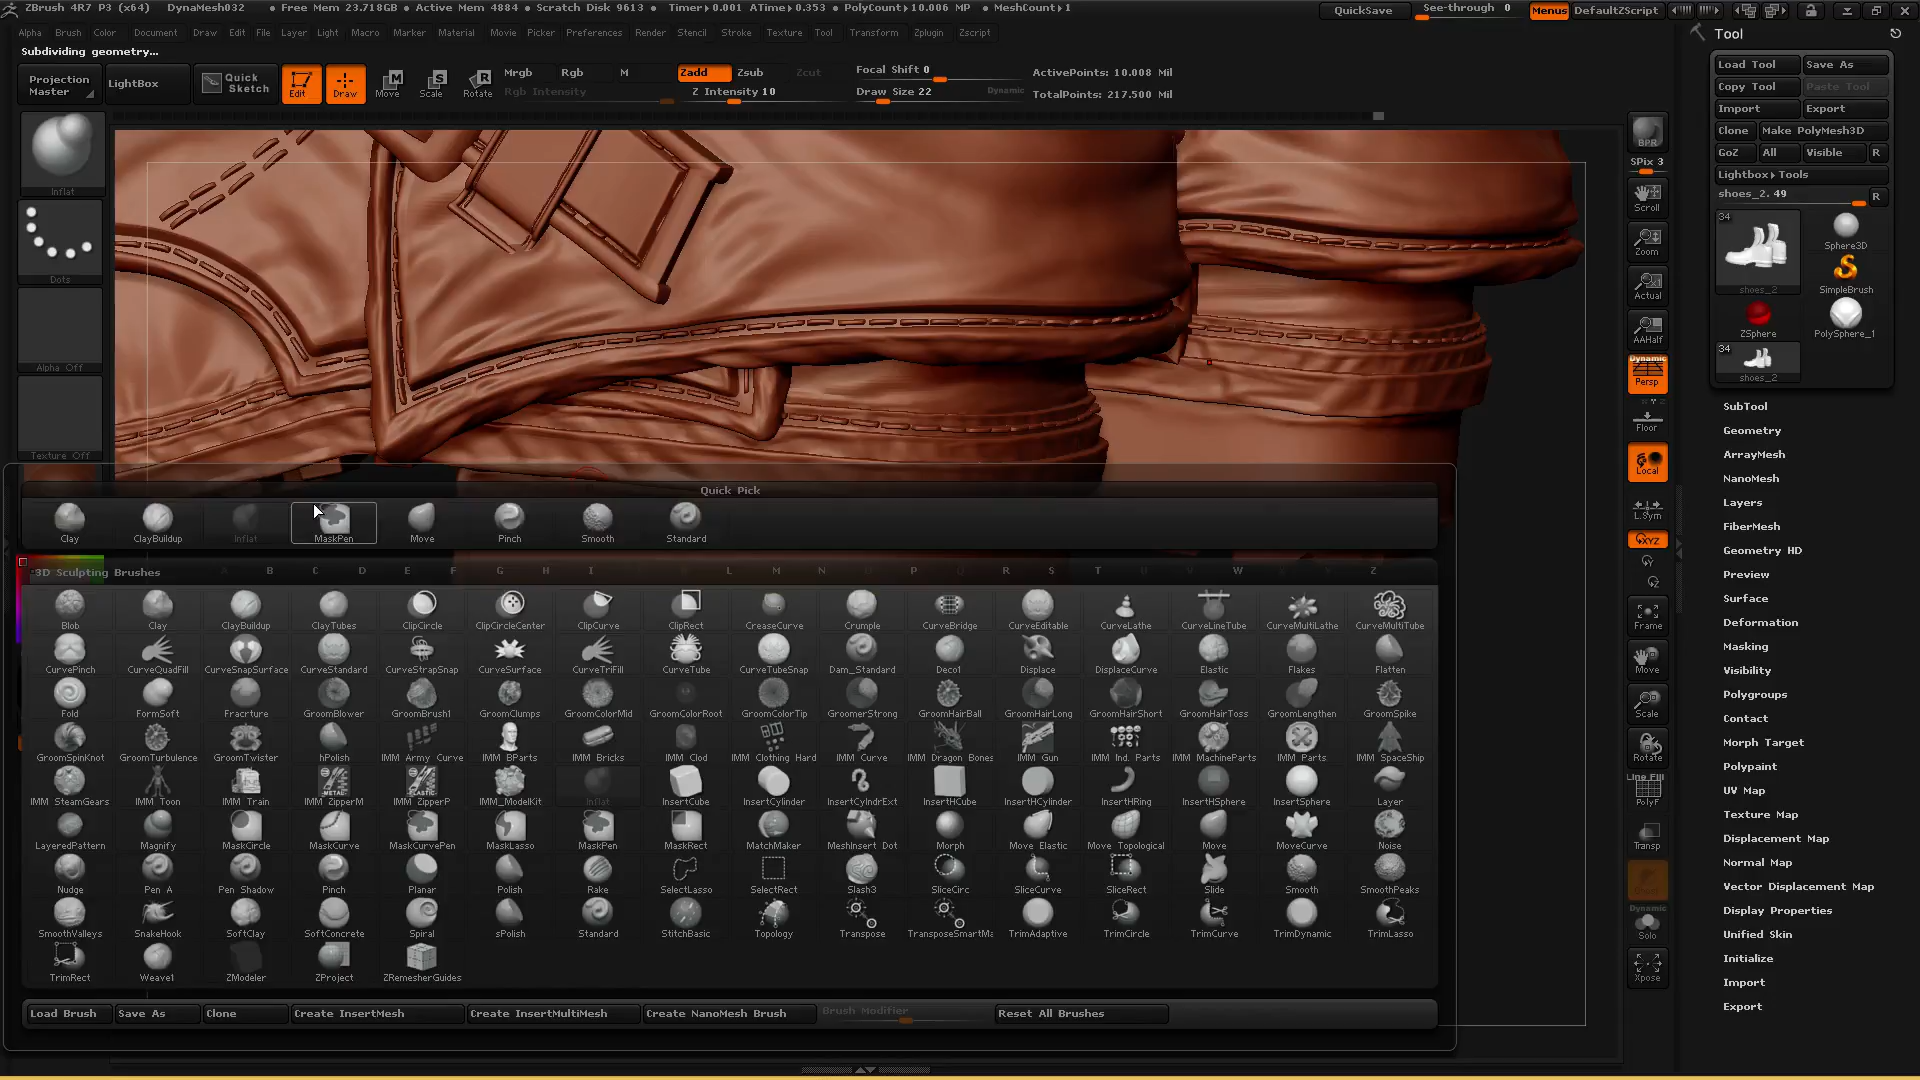 ZBrush 4R7 P3 (x64) DynaMesh032 • Free Mem 23.718GB • Active Mem 4884 • Scratch Disk 9613 • Timer▸0.001 ATime▸0.353 • PolyCount▸10.006 MP • MeshCount▸1 QuickSave See-through 0 Menus DefaultZScript
Alpha Brush Color Document Draw Edit File Layer Light Macro Marker Material Movie Picker Preferences Render Stencil Stroke Texture Tool Transform Zplugin Zscript
Subdividing geometry...
Projection Master
LightBox
Quick Sketch
Edit Draw Move Scale Rotate
Mrgb Rgb M Zadd Zsub Zcut
Rgb Intensity Z Intensity 10
Focal Shift 0
Draw Size 22 Dynamic
ActivePoints: 10.008 Mil
TotalPoints: 217.500 Mil
Inflat
Dots
Alpha Off
Texture Off
Quick Pick
Clay ClayBuildup Inflat MaskPen Move Pinch Smooth Standard
3D Sculpting Brushes A B C D E F G H I L M N O P Q R S T W Z
Blob Clay ClayBuildup ClayTubes ClipCircle ClipCircleCenter ClipCurve ClipRect CreaseCurve Crumple CurveBridge CurveEditable CurveLathe CurveLineTube CurveMultiLathe CurveMultiTube
CurvePinch CurveQuadFill CurveSnapSurface CurveStandard CurveStrapSnap CurveSurface CurveTriFill CurveTube CurveTubeSnap Dam_Standard Deco1 Displace DisplaceCurve Elastic Flakes Flatten
Fold FormSoft Fracrture GroomBlower GroomBrush1 GroomClumps GroomColorMid GroomColorRoot GroomColorTip GroomerStrong GroomHairBall GroomHairLong GroomHairShort GroomHairToss GroomLengthen GroomSpike
GroomSpinKnot GroomTurbulence GroomTwister hPolish IMM Army Curve IMM BParts IMM Bricks IMM Clod IMM Clothing Hard IMM Curve IMM Dragon Bones IMM Gun IMM Ind. Parts IMM MachineParts IMM Parts IMM SpaceShip
IMM SteamGears IMM Toon IMM Train IMM ZipperM IMM ZipperP IMM_ModelKit Inflat InsertCube InsertCylinder InsertCylndrExt InsertHCube InsertHCylinder InsertHRing InsertHSphere InsertSphere Layer
LayeredPattern Magnify MaskCircle MaskCurve MaskCurvePen MaskLasso MaskPen MaskRect MatchMaker MeshInsert Dot Morph Move Elastic Move Topological Move MoveCurve Noise
Nudge Pen A Pen Shadow Pinch Planar Polish Rake SelectLasso SelectRect Slash3 SliceCirc SliceCurve SliceRect Slide Smooth SmoothPeaks
SmoothValleys SnakeHook SoftClay SoftConcrete Spiral sPolish Standard StitchBasic Topology Transpose TransposeSmartMa TrimAdaptive TrimCircle TrimCurve TrimDynamic TrimLasso
TrimRect Weave1 ZModeler ZProject ZRemesherGuides
Load Brush Save As Clone Create InsertMesh Create InsertMultiMesh Create NanoMesh Brush Brush Modifier Reset All Brushes
BPR
SPix 3
Scroll
Zoom
Actual
AAHalf
Dynamic
Persp
Floor
Local
L.Sym
XYZ
Frame
Move
Scale
Rotate
Line Fill
PolyF
Transp
Dynamic
Solo
Xpose
Tool
Load Tool Save As
Copy Tool Paste Tool
Import Export
Clone Make PolyMesh3D
GoZ All Visible R
Lightbox▸Tools
shoes_2. 49 R
34
shoes_2 Sphere3D
SimpleBrush
ZSphere PolySphere_1
34
shoes_2
SubTool
Geometry
ArrayMesh
NanoMesh
Layers
FiberMesh
Geometry HD
Preview
Surface
Deformation
Masking
Visibility
Polygroups
Contact
Morph Target
Polypaint
UV Map
Texture Map
Displacement Map
Normal Map
Vector Displacement Map
Display Properties
Unified Skin
Initialize
Import
Export